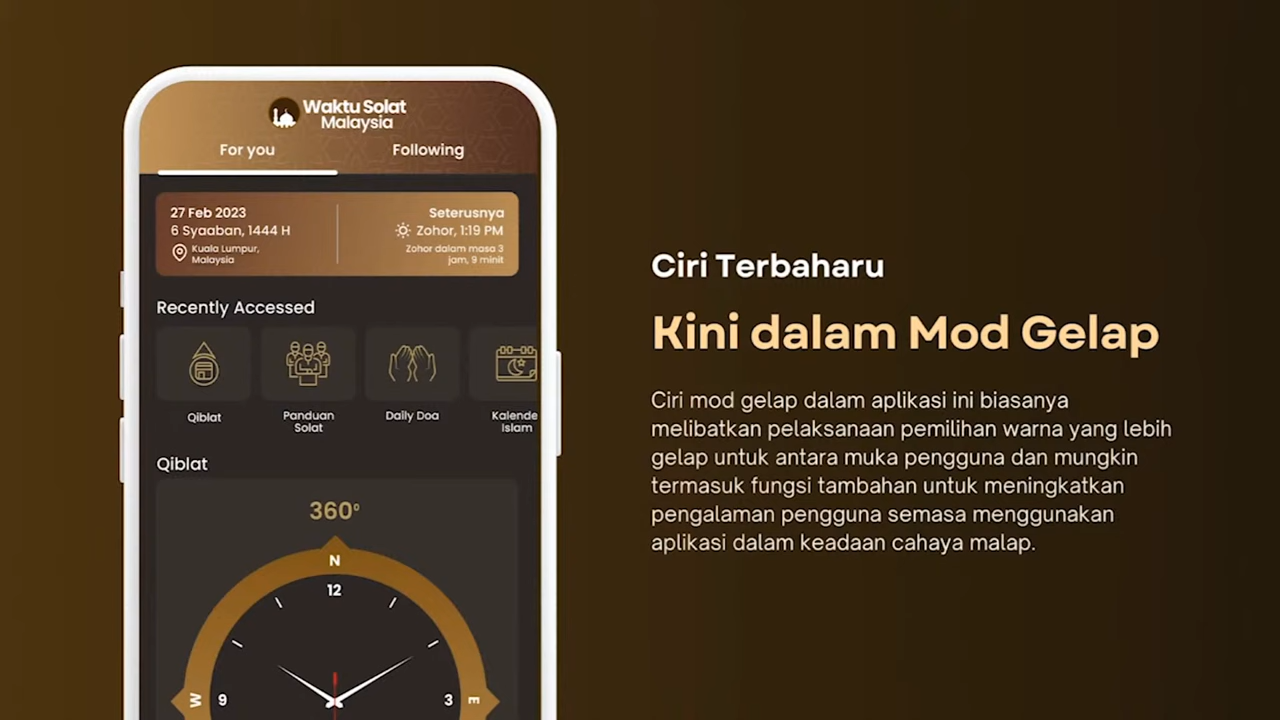 Waktu Solat
Malaysia
For you
Following
27 Feb 2023
6 Syaaban, 1444 H
Kuala Lumpur,
Malaysia
Seterusnya
Zohor, 1:19 PM
Zohor dalam masa 3
jam, 9 minit
Recently Accessed
Qiblat
Panduan
Solat
Daily Doa
Kalende
Islam
Qiblat
360°
N
12
W
9
3
E
Ciri Terbaharu
Kini dalam Mod Gelap
Ciri mod gelap dalam aplikasi ini biasanya
melibatkan pelaksanaan pemilihan warna yang lebih
gelap untuk antara muka pengguna dan mungkin
termasuk fungsi tambahan untuk meningkatkan
pengalaman pengguna semasa menggunakan
aplikasi dalam keadaan cahaya malap.